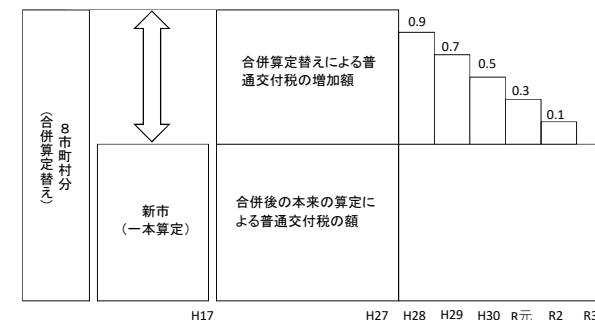 ８市町村分
（合併算定替え）
新市
（一本算定）
合併算定替えによる普
通交付税の増加額
合併後の本来の算定に
よる普通交付税の額
0.9
0.7
0.5
0.3
0.1
H17 H27 H28 H29 H30 R元 R2 R3